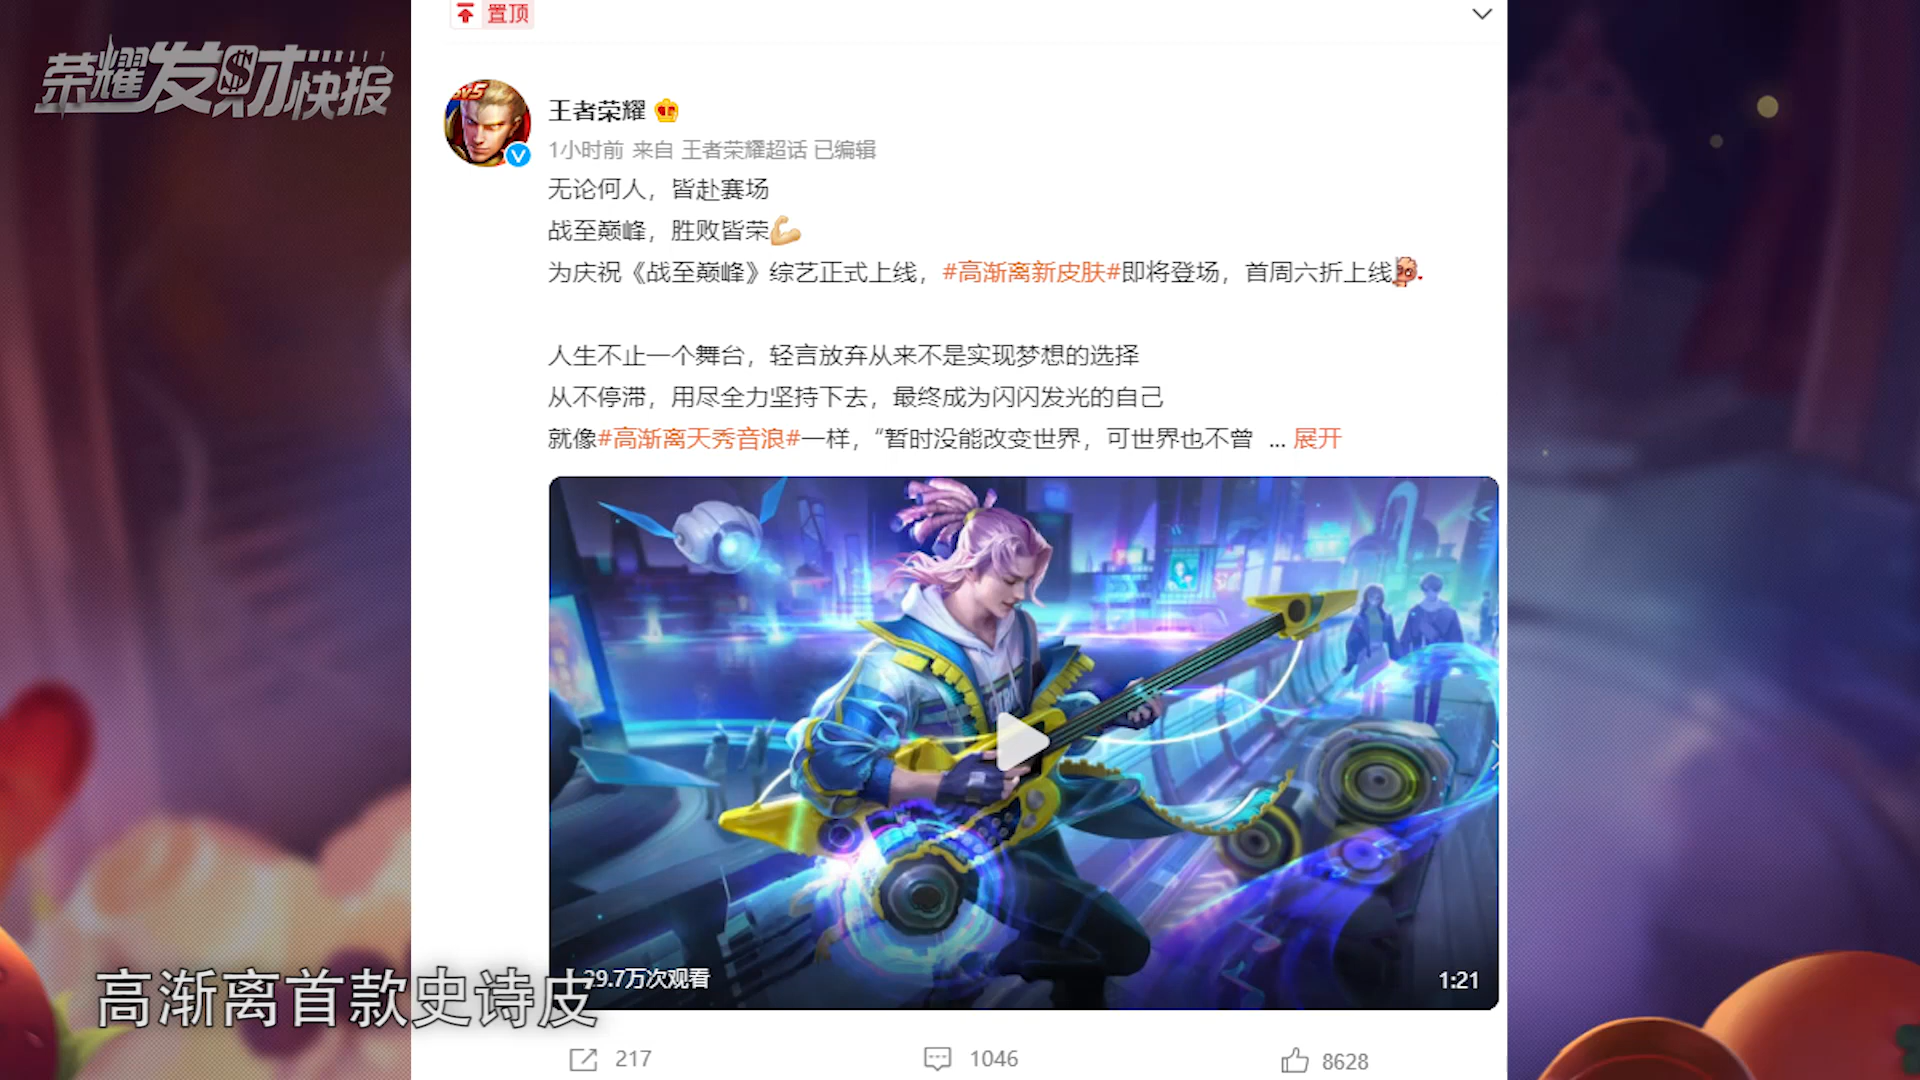 置顶
荣耀发财快报
王者荣耀
1小时前 来自 王者荣耀超话 已编辑
无论何人，皆赴赛场
战至巅峰，胜败皆荣
为庆祝《战至巅峰》综艺正式上线，#高渐离新皮肤#即将登场，首周六折上线
人生不止一个舞台，轻言放弃从来不是实现梦想的选择
从不停滞，用尽全力坚持下去，最终成为闪闪发光的自己
就像#高渐离天秀音浪#一样，“暂时没能改变世界，可世界也不曾 ... 展开
29.7万次观看
1:21
高渐离首款史诗皮
217
1046
8628